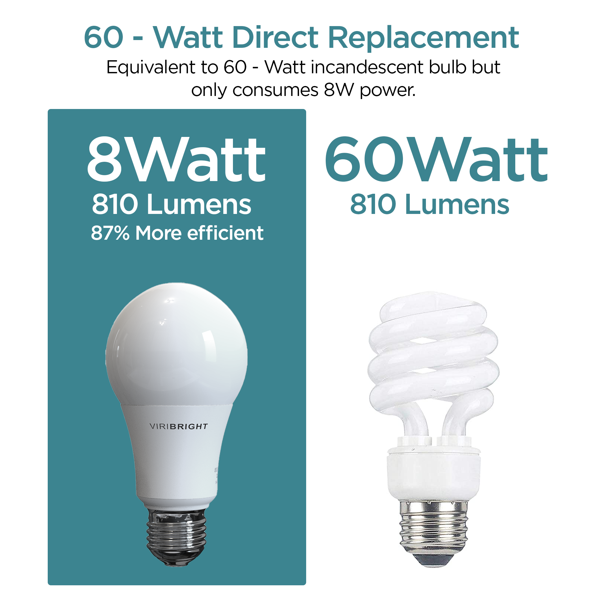 60 - Watt Direct Replacement
Equivalent to 60 - Watt incandescent bulb but
only consumes 8W power.
8Watt
810 Lumens
87% More efficient
60Watt
810 Lumens
VIRIBRIGHT